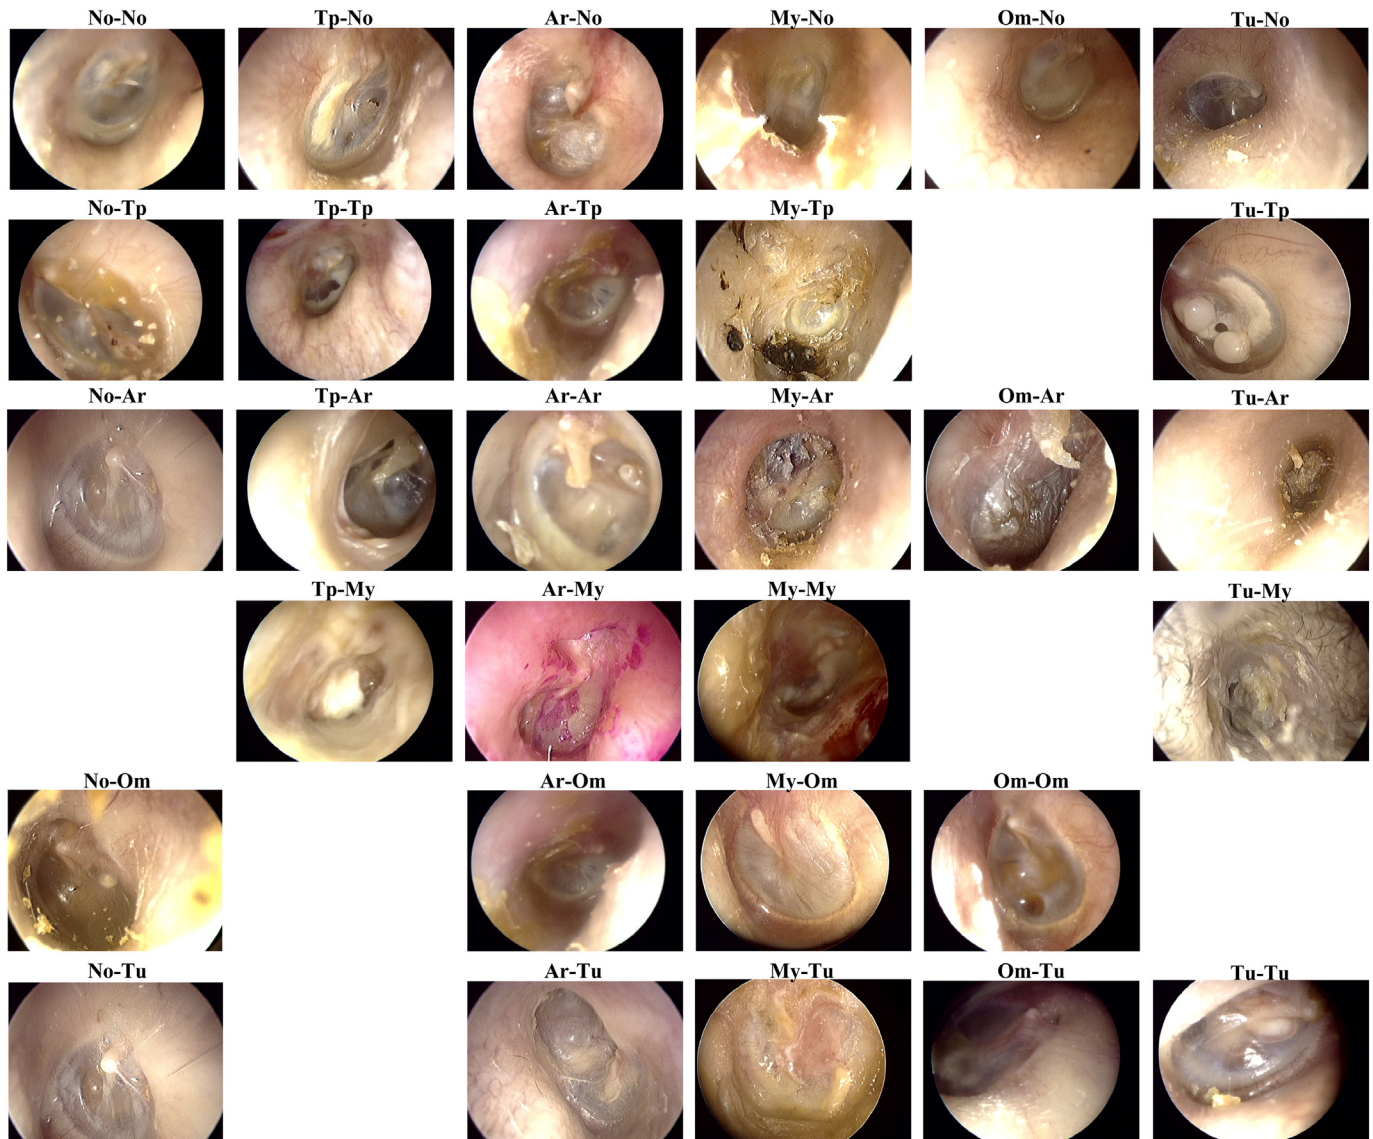 No-No Tp-No Ar-No My-No Om-No Tu-No
No-Tp Tp-Tp Ar-Tp My-Tp Tu-Tp
No-Ar Tp-Ar Ar-Ar My-Ar Om-Ar Tu-Ar
Tp-My Ar-My My-My Tu-My
No-Om Ar-Om My-Om Om-Om
No-Tu Ar-Tu My-Tu Om-Tu Tu-Tu